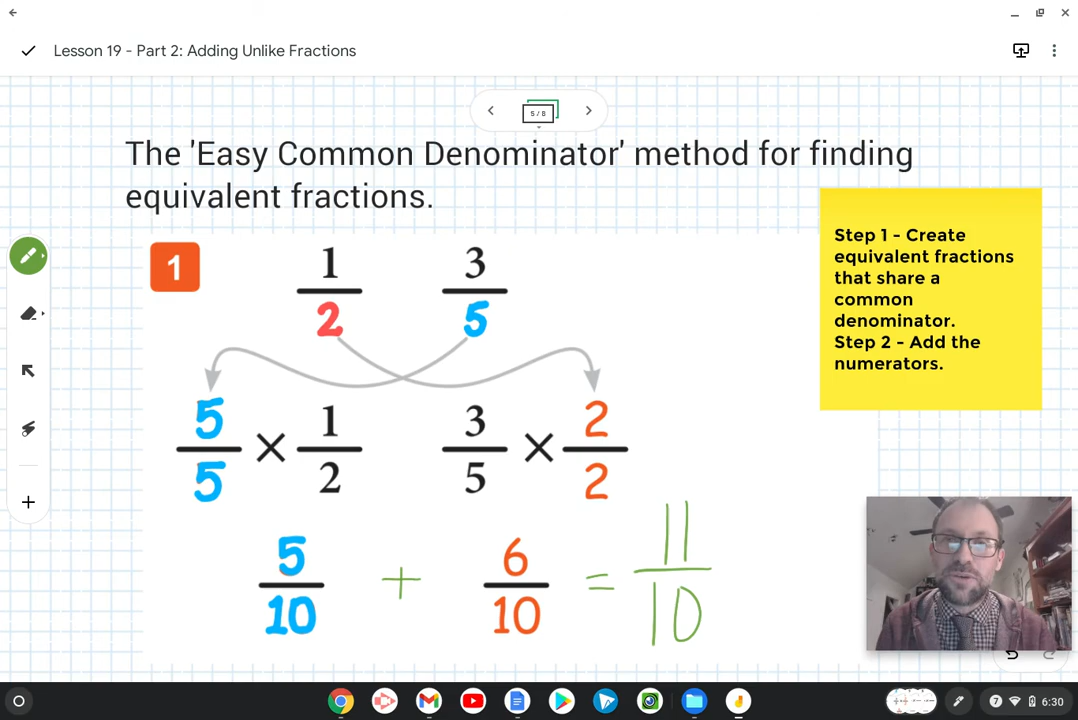 Lesson 19 - Part 2: Adding Unlike Fractions
5 / 8
The 'Easy Common Denominator' method for finding
equivalent fractions.
Step 1 - Create
equivalent fractions
that share a
common
denominator.
Step 2 - Add the
numerators.
1
1 3
2 5
5 × 1 3 × 2
5 2 5 2
5 + 6 = 11
10 10 10
7 6:30